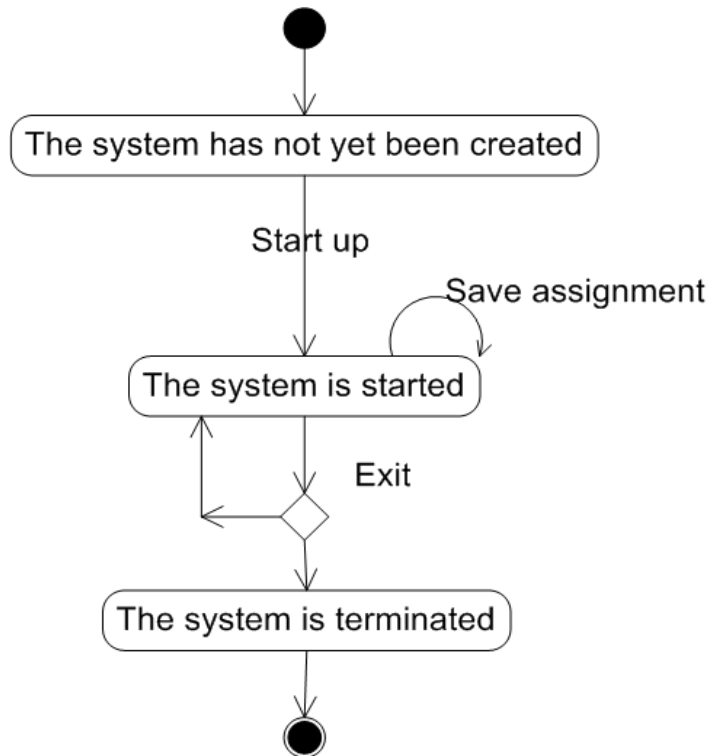 The system has not yet been created
Start up
Save assignment
The system is started
Exit
The system is terminated